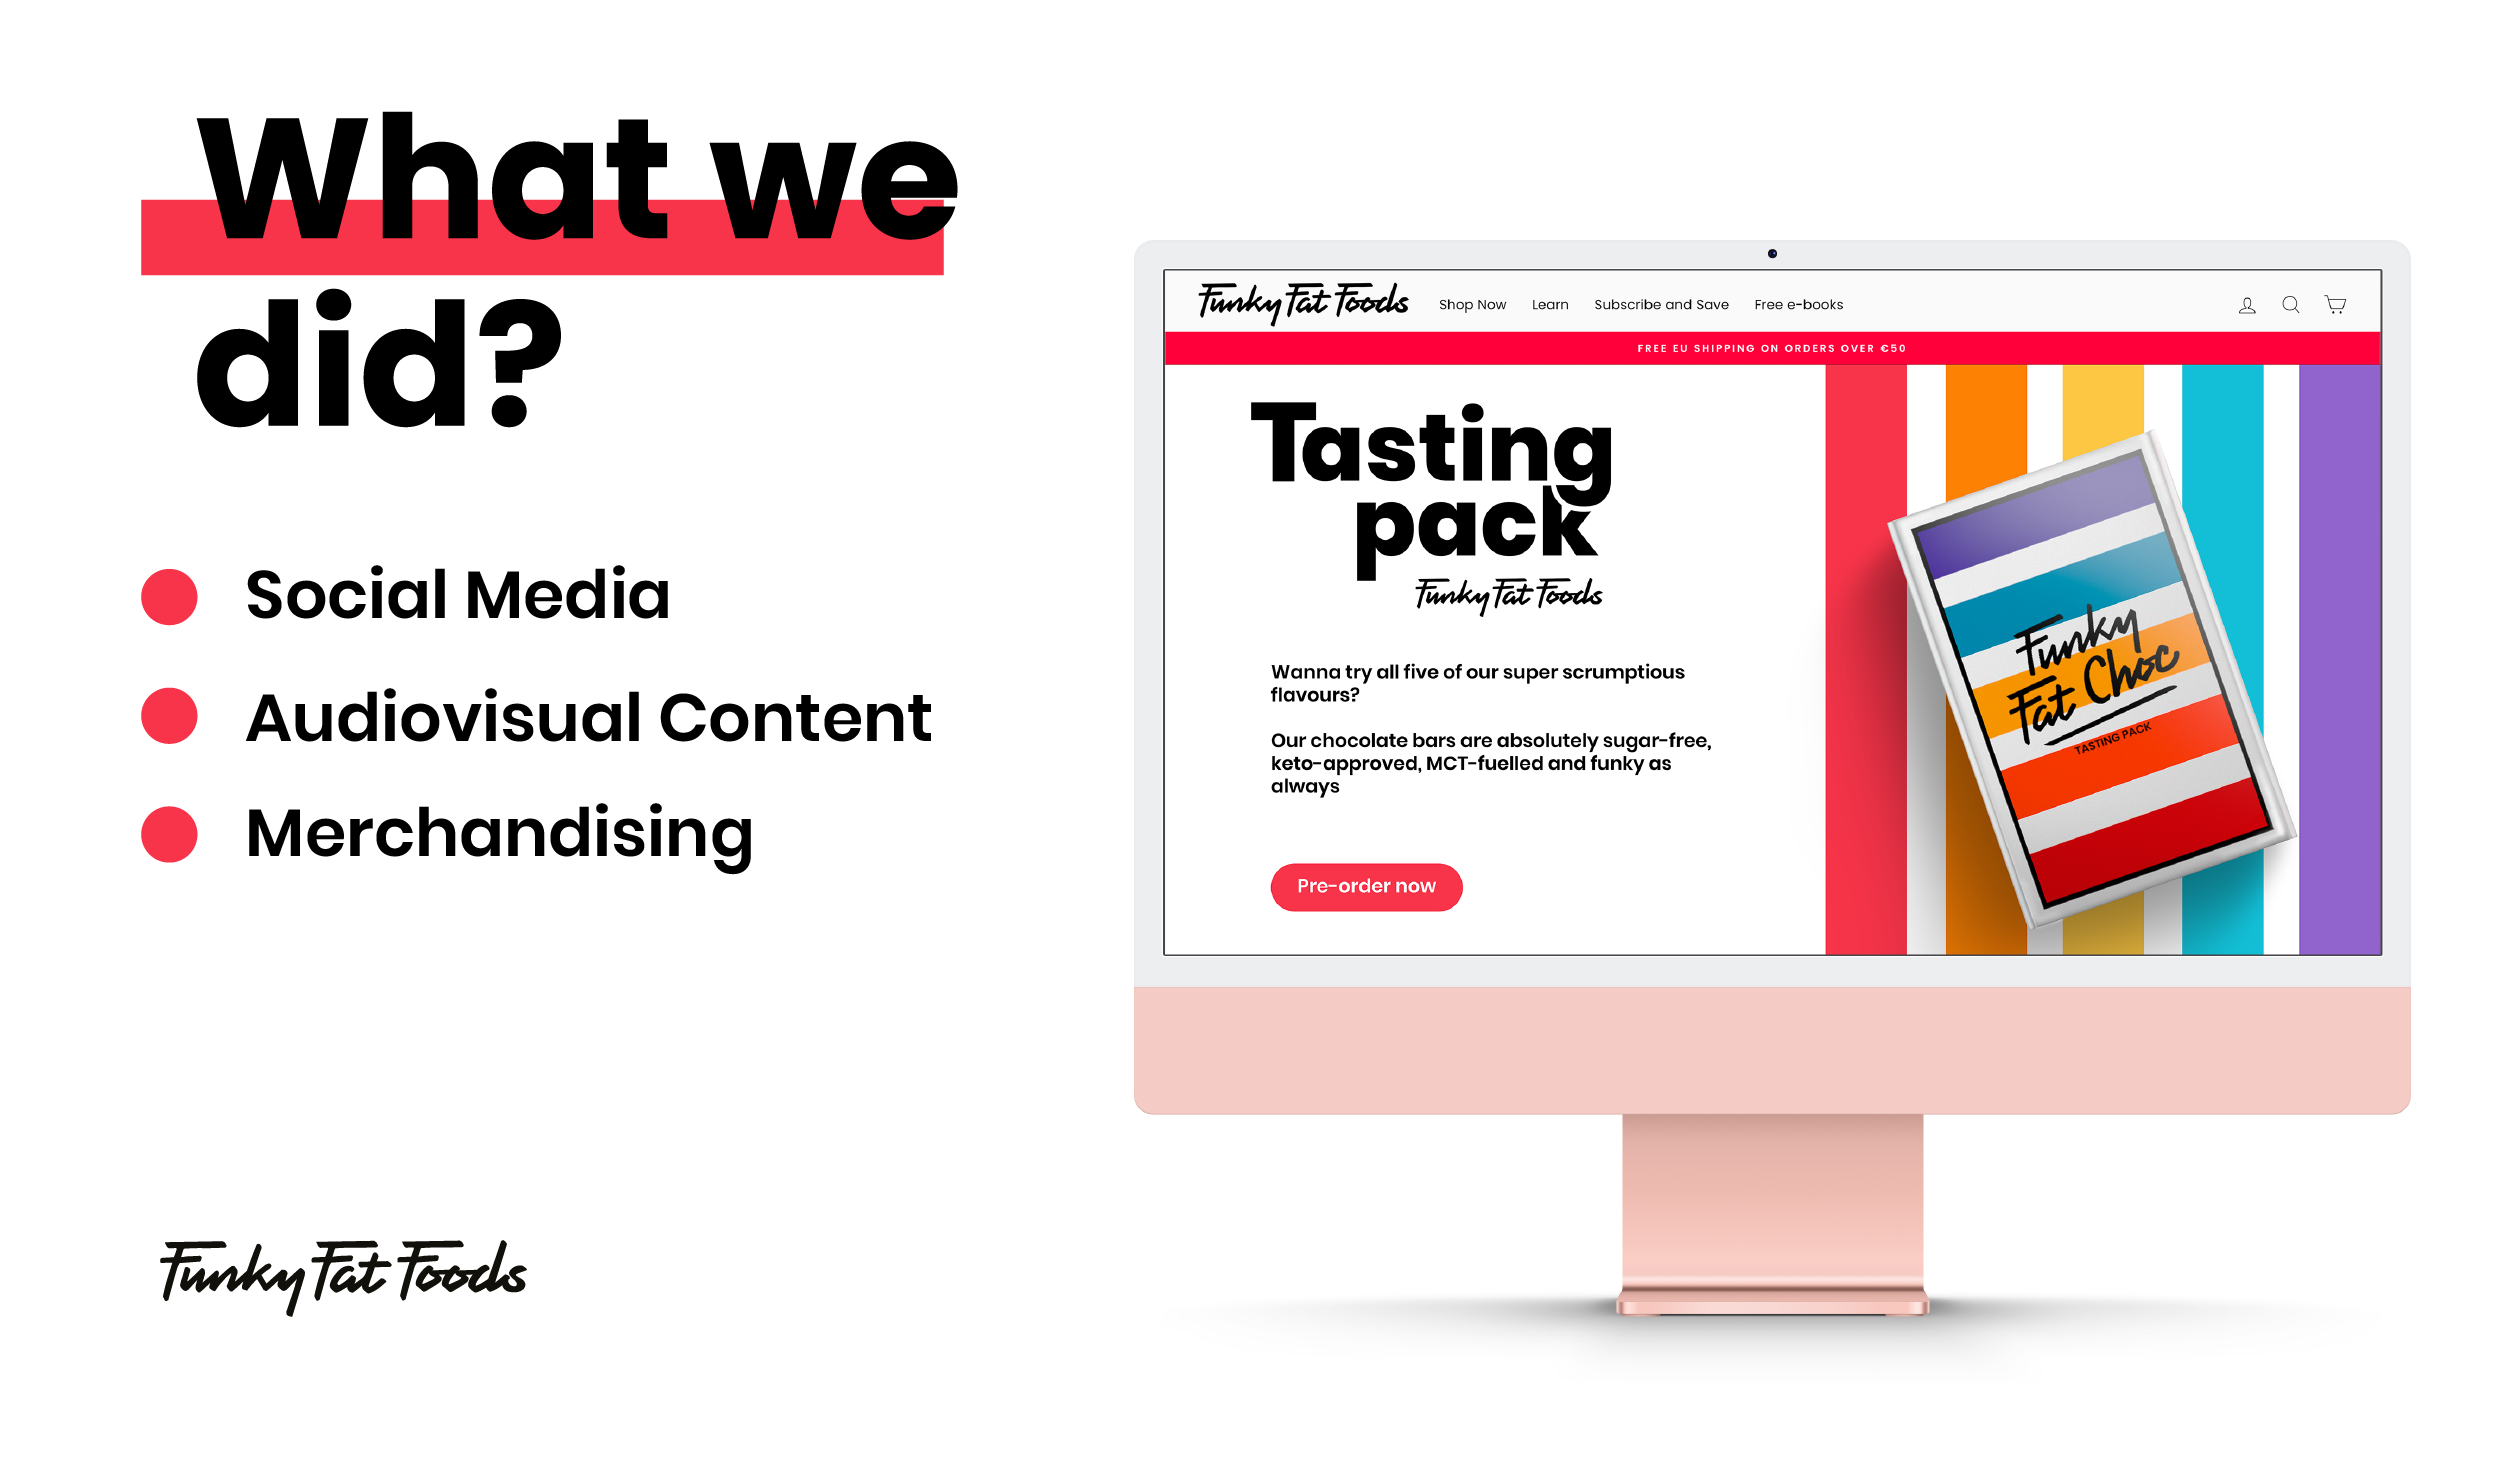 What we
did?
Social Media
Audiovisual Content
Merchandising
Funky Fat Foods
Funky Fat Foods
Shop Now Learn Subscribe and Save Free e-books
FREE EU SHIPPING ON ORDERS OVER €50
Tasting
pack
Funky Fat Foods
Wanna try all five of our super scrumptious
flavours?
Our chocolate bars are absolutely sugar-free,
keto-approved, MCT-fuelled and funky as
always
Pre-order now
Funky
Fat Choc
TASTING PACK